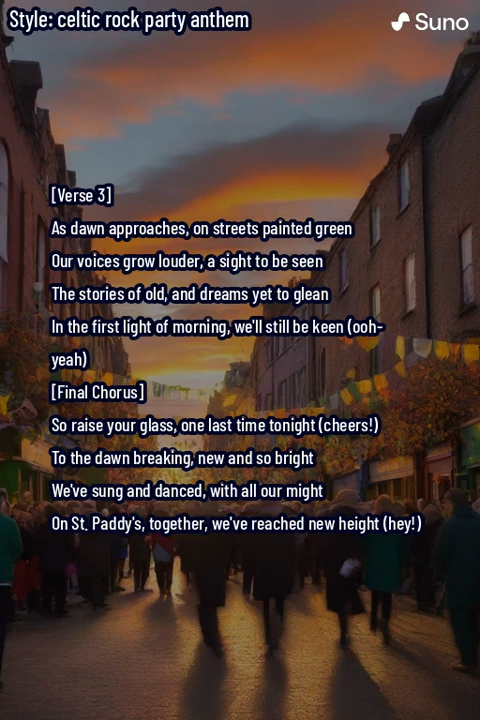 Style: celtic rock party anthem
Suno
[Verse 3]
As dawn approaches, on streets painted green
Our voices grow louder, a sight to be seen
The stories of old, and dreams yet to glean
In the first light of morning, we'll still be keen (ooh-
yeah)
[Final Chorus]
So raise your glass, one last time tonight (cheers!)
To the dawn breaking, new and so bright
We've sung and danced, with all our might
On St. Paddy's, together, we've reached new height (hey!)